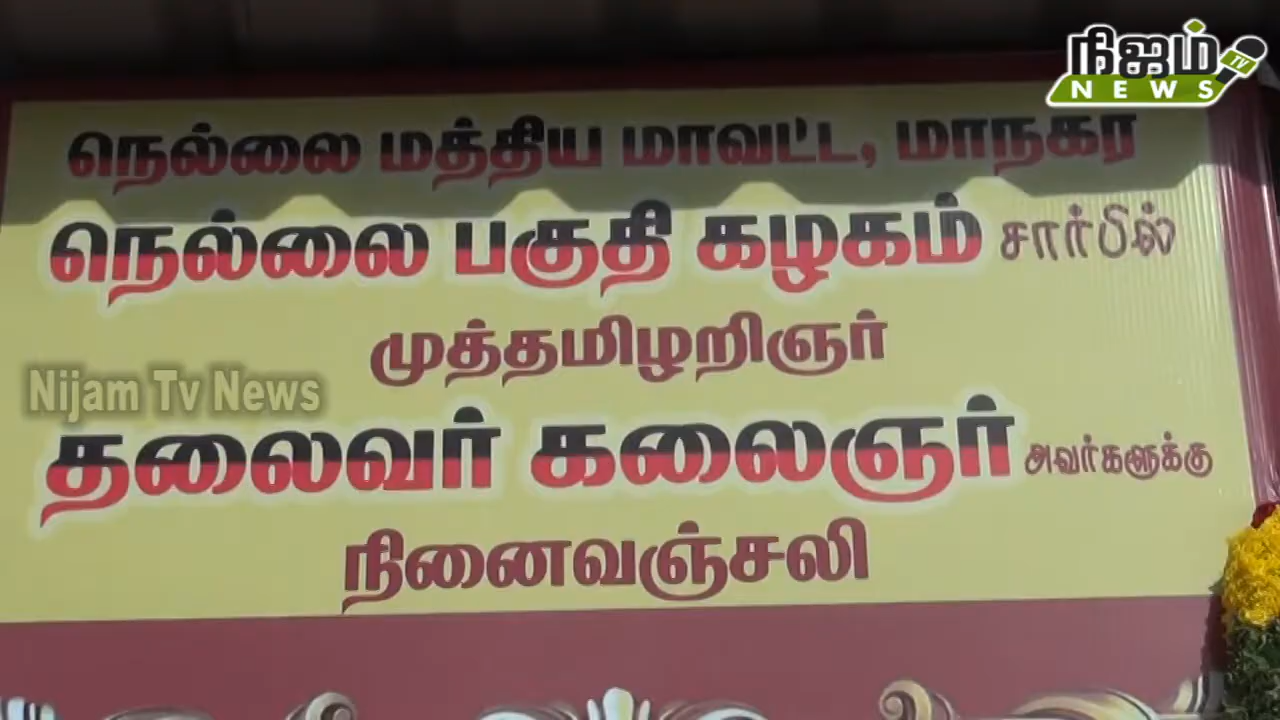 நிஜம் TV
NEWS
நெல்லை மத்திய மாவட்ட, மாநகர
நெல்லை பகுதி கழகம் சார்பில்
முத்தமிழறிஞர்
Nijam Tv News
தலைவர் கலைஞர் அவர்களுக்கு
நினைவஞ்சலி